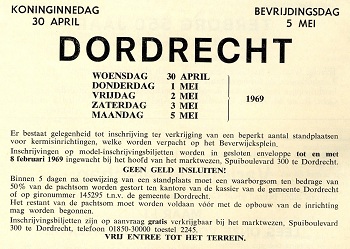 KONINGINNEDAG
30 APRIL
BEVRIJDINGSDAG
5 MEI
DORDRECHT
WOENSDAG 30 APRIL
DONDERDAG 1 MEI
VRIJDAG 2 MEI
ZATERDAG 3 MEI
MAANDAG 5 MEI
1969
Er bestaat gelegenheid tot inschrijving ter verkrijging van een beperkt aantal standplaatsen
voor kermisinrichtingen, welke worden verpacht op het Beverwijcksplein.
Inschrijvingen op model-inschrijvingsbiljetten worden in gesloten enveloppe tot en met
8 februari 1969 ingewacht bij het hoofd van het marktwezen, Spuiboulevard 300 te Dordrecht.
GEEN GELD INSLUITEN!
Binnen 5 dagen na toewijzing van een standplaats moet een waarborgsom ten bedrage van
50% van de pachtsom worden gestort ten kantore van de kassier van de gemeente Dordrecht
of op gironummer 145295 t.n.v. de gemeente Dordrecht.
Het restant van de pachtsom moet worden voldaan vóór met de opbouw van de inrichting
mag worden begonnen.
Inschrijvingsbiljetten zijn op aanvraag gratis verkrijgbaar bij het marktwezen, Spuiboulevard
300 te Dordrecht, telefoon 01850-30000 toestel 2245.
VRIJ ENTREE TOT HET TERREIN.